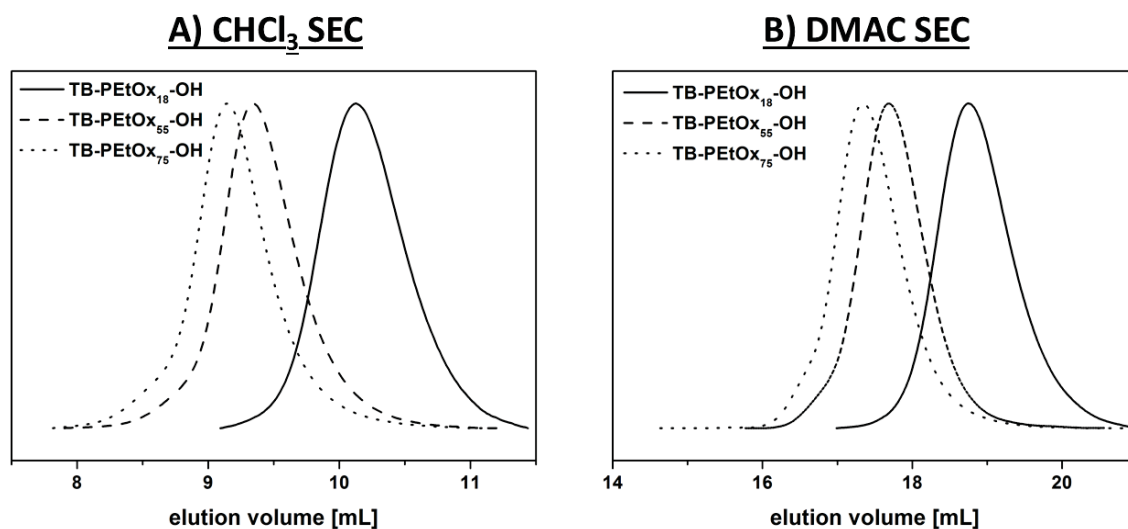 A) CHCl₃ SEC
TB-PEtOx₁₈-OH
TB-PEtOx₅₅-OH
TB-PEtOx₇₅-OH
8 9 10 11
elution volume [mL]
B) DMAC SEC
TB-PEtOx₁₈-OH
TB-PEtOx₅₅-OH
TB-PEtOx₇₅-OH
14 16 18 20
elution volume [mL]